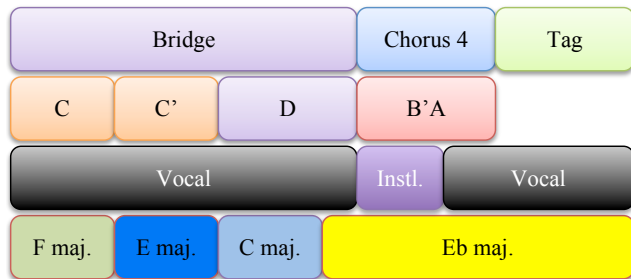 Bridge Chorus 4 Tag
C C’ D B’A
Vocal Instl. Vocal
F maj. E maj. C maj. Eb maj.